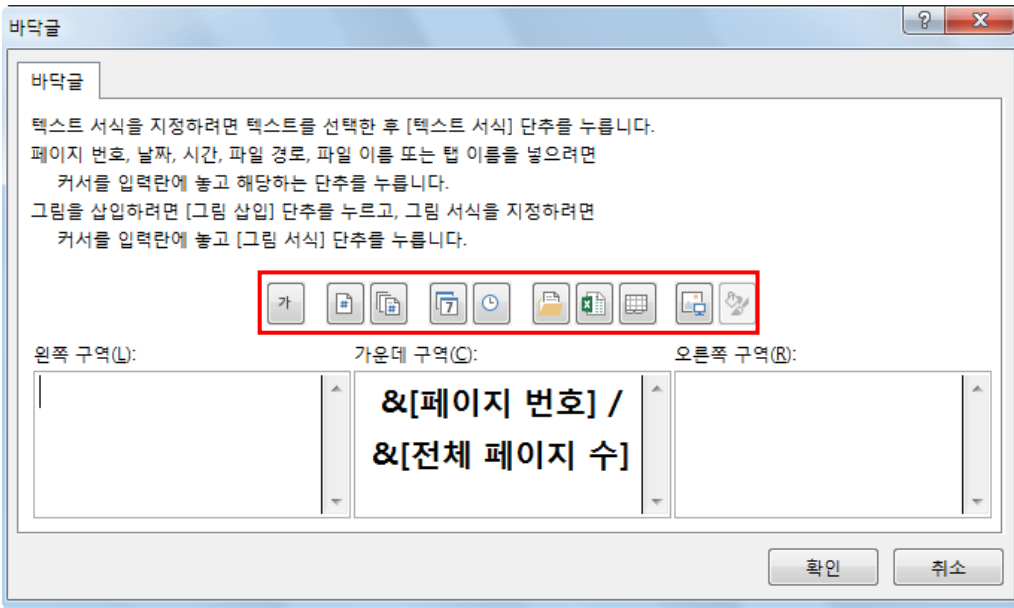 바닥글
바닥글
텍스트 서식을 지정하려면 텍스트를 선택한 후 [텍스트 서식] 단추를 누릅니다.
페이지 번호, 날짜, 시간, 파일 경로, 파일 이름 또는 탭 이름을 넣으려면
커서를 입력란에 놓고 해당하는 단추를 누릅니다.
그림을 삽입하려면 [그림 삽입] 단추를 누르고, 그림 서식을 지정하려면
커서를 입력란에 놓고 [그림 서식] 단추를 누릅니다.
가 # # 7
왼쪽 구역(L): 가운데 구역(C): 오른쪽 구역(R):
&[페이지 번호] /
&[전체 페이지 수]
확인 취소